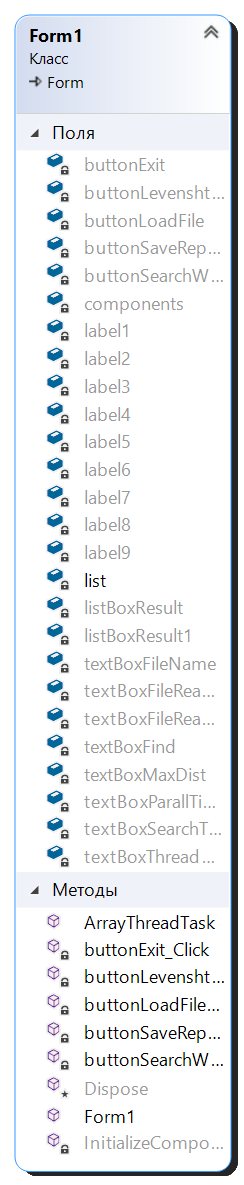 Form1
Класс
Form
Поля
buttonExit
buttonLevensht...
buttonLoadFile
buttonSaveRep...
buttonSearchW...
components
label1
label2
label3
label4
label5
label6
label7
label8
label9
list
listBoxResult
listBoxResult1
textBoxFileName
textBoxFileRea...
textBoxFileRea...
textBoxFind
textBoxMaxDist
textBoxParallTi...
textBoxSearchT...
textBoxThread...
Методы
ArrayThreadTask
buttonExit_Click
buttonLevensht...
buttonLoadFile...
buttonSaveRep...
buttonSearchW...
Dispose
Form1
InitializeCompo...